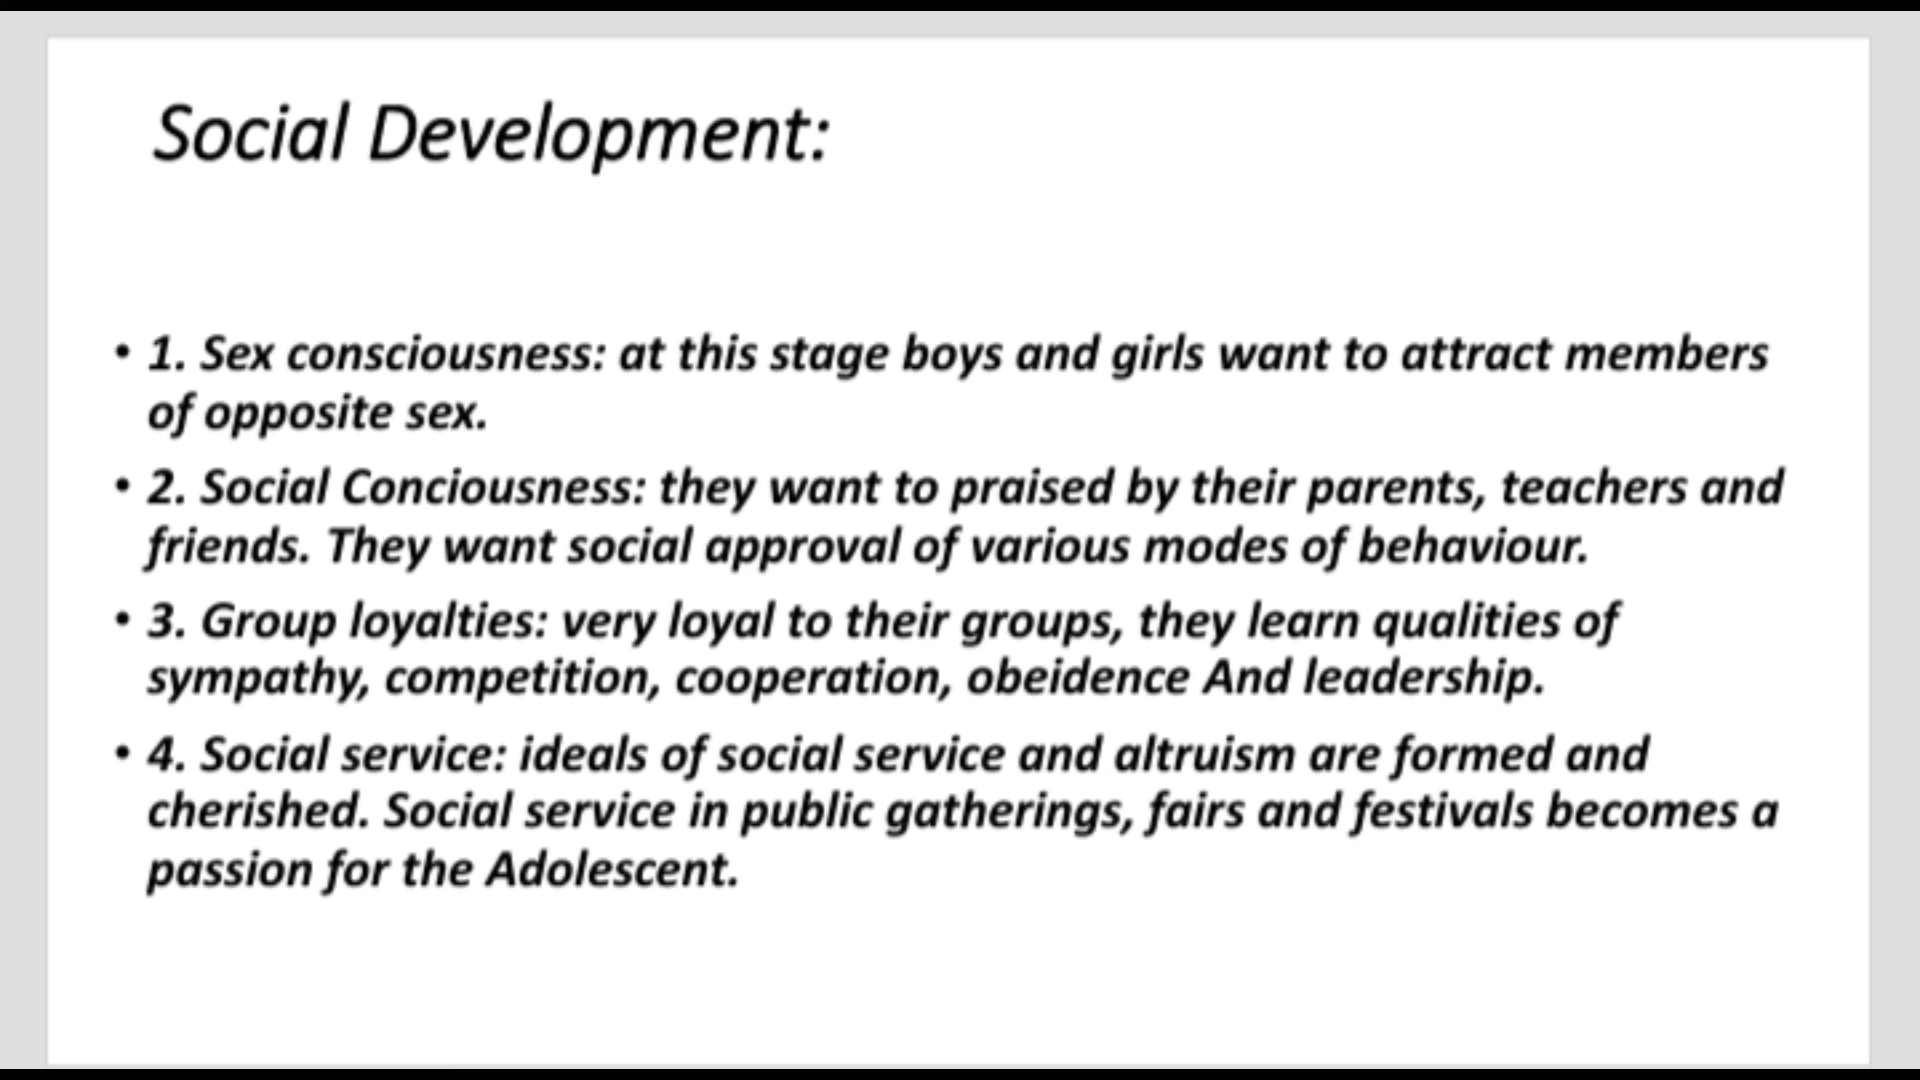 Social Development:
• 1. Sex consciousness: at this stage boys and girls want to attract members
of opposite sex.
• 2. Social Conciousness: they want to praised by their parents, teachers and
friends. They want social approval of various modes of behaviour.
• 3. Group loyalties: very loyal to their groups, they learn qualities of
sympathy, competition, cooperation, obeidence And leadership.
• 4. Social service: ideals of social service and altruism are formed and
cherished. Social service in public gatherings, fairs and festivals becomes a
passion for the Adolescent.